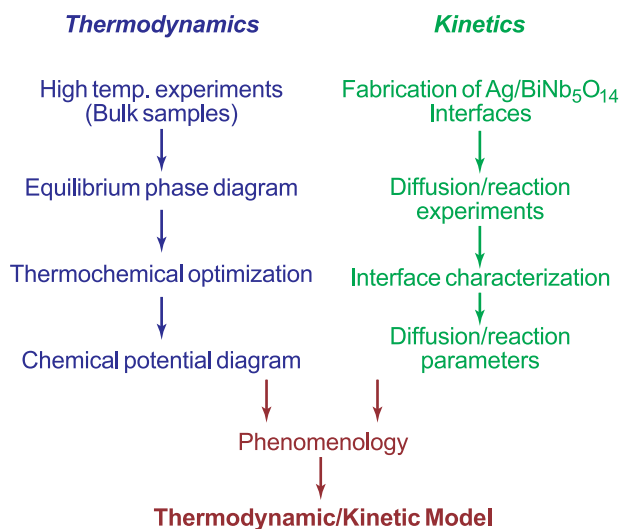 Thermodynamics
High temp. experiments
(Bulk samples)
Equilibrium phase diagram
Thermochemical optimization
Chemical potential diagram
Kinetics
Fabrication of Ag/BiNb₅O₁₄
Interfaces
Diffusion/reaction
experiments
Interface characterization
Diffusion/reaction
parameters
Phenomenology
Thermodynamic/Kinetic Model